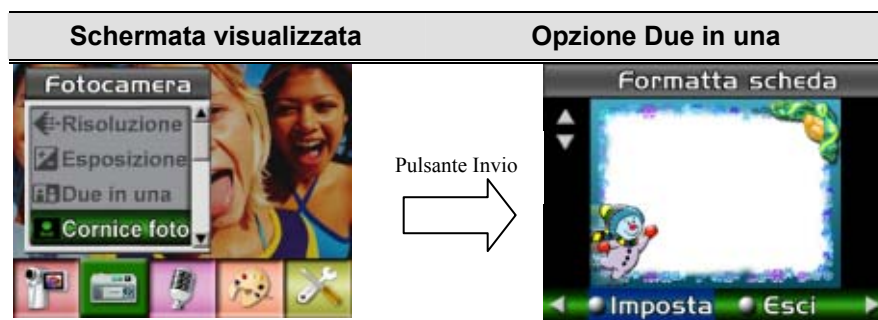 Schermata visualizzata
Opzione Due in una
Fotocamera
Risoluzione
Esposizione
Due in una
Cornice foto
Pulsante Invio
Formatta scheda
Imposta
Esci